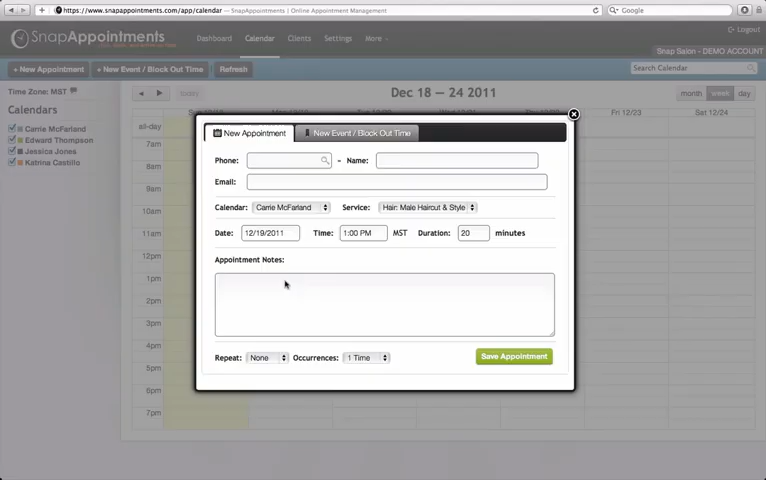 https://www.snapappointments.com/app/calendar — SnapAppointments | Online Appointment Management
Google
SnapAppointments
Dashboard Calendar Clients Settings More
Logout
Snap Salon - DEMO ACCOUNT
+ New Appointment + New Event / Block Out Time Refresh
Search Calendar
Time Zone: MST
today
Dec 18 — 24 2011
month week day
Calendars
Carrie McFarland
Edward Thompson
Jessica Jones
Katrina Castillo
Fri 12/23 Sat 12/24
all-day
7am
8am
9am
10am
11am
12pm
1pm
2pm
3pm
4pm
5pm
6pm
7pm
New Appointment New Event / Block Out Time
Phone: - Name:
Email:
Calendar: Carrie McFarland Service: Hair: Male Haircut & Style
Date: 12/19/2011 Time: 1:00 PM MST Duration: 20 minutes
Appointment Notes:
Repeat: None Occurrences: 1 Time Save Appointment